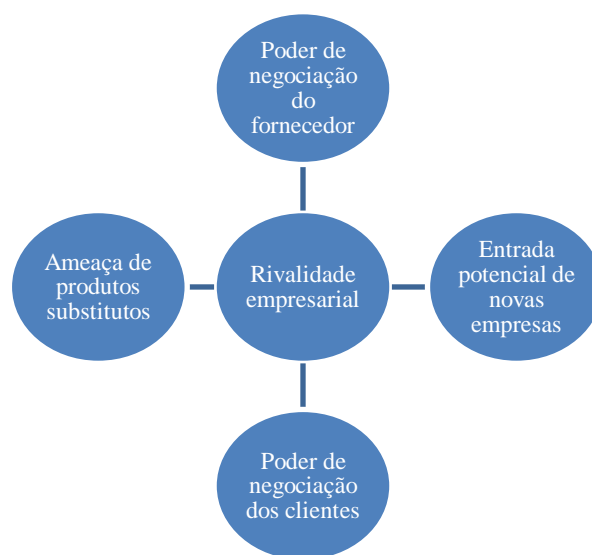 Poder de
negociação
do
fornecedor
Ameaça de
produtos
substitutos
Rivalidade
empresarial
Entrada
potencial de
novas
empresas
Poder de
negociação
dos clientes